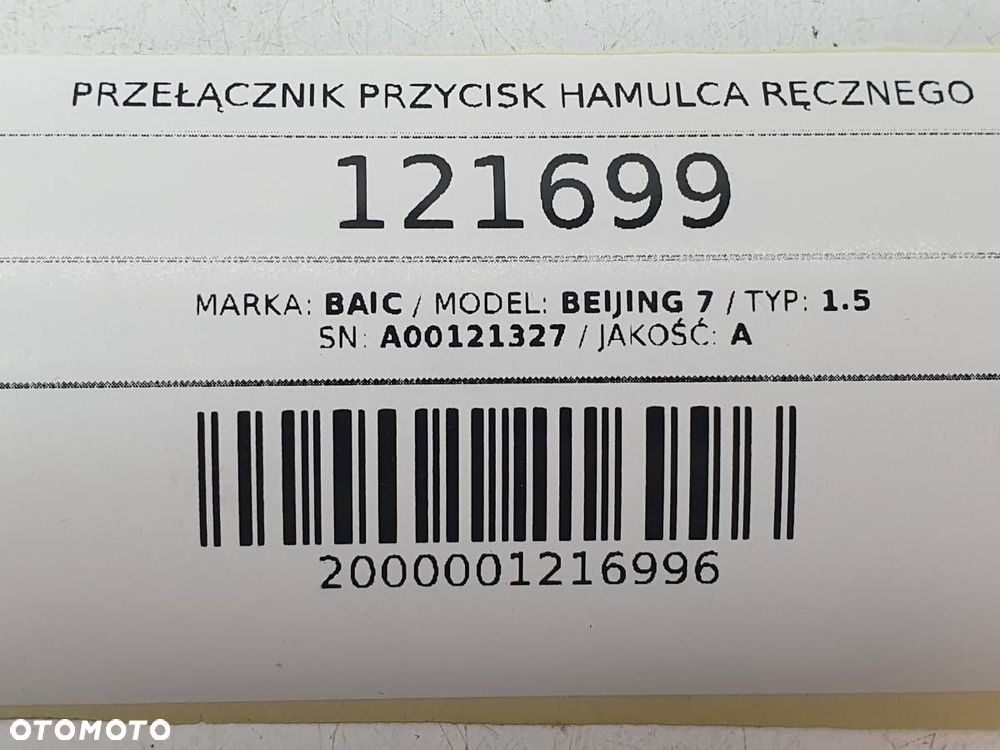 PRZEŁĄCZNIK PRZYCISK HAMULCA RĘCZNEGO
121699
MARKA: BAIC / MODEL: BEIJING 7 / TYP: 1.5
SN: A00121327 / JAKOŚĆ: A
2000001216996
OTOMOTO